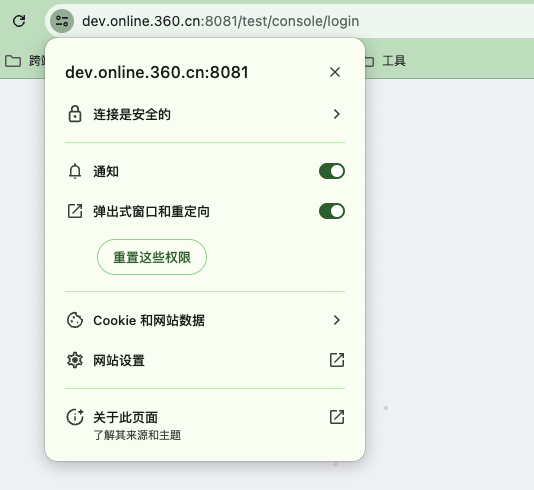 dev.online.360.cn:8081/test/console/login
跨
工具
dev.online.360.cn:8081
连接是安全的
通知
弹出式窗口和重定向
重置这些权限
Cookie 和网站数据
网站设置
关于此页面
了解其来源和主题